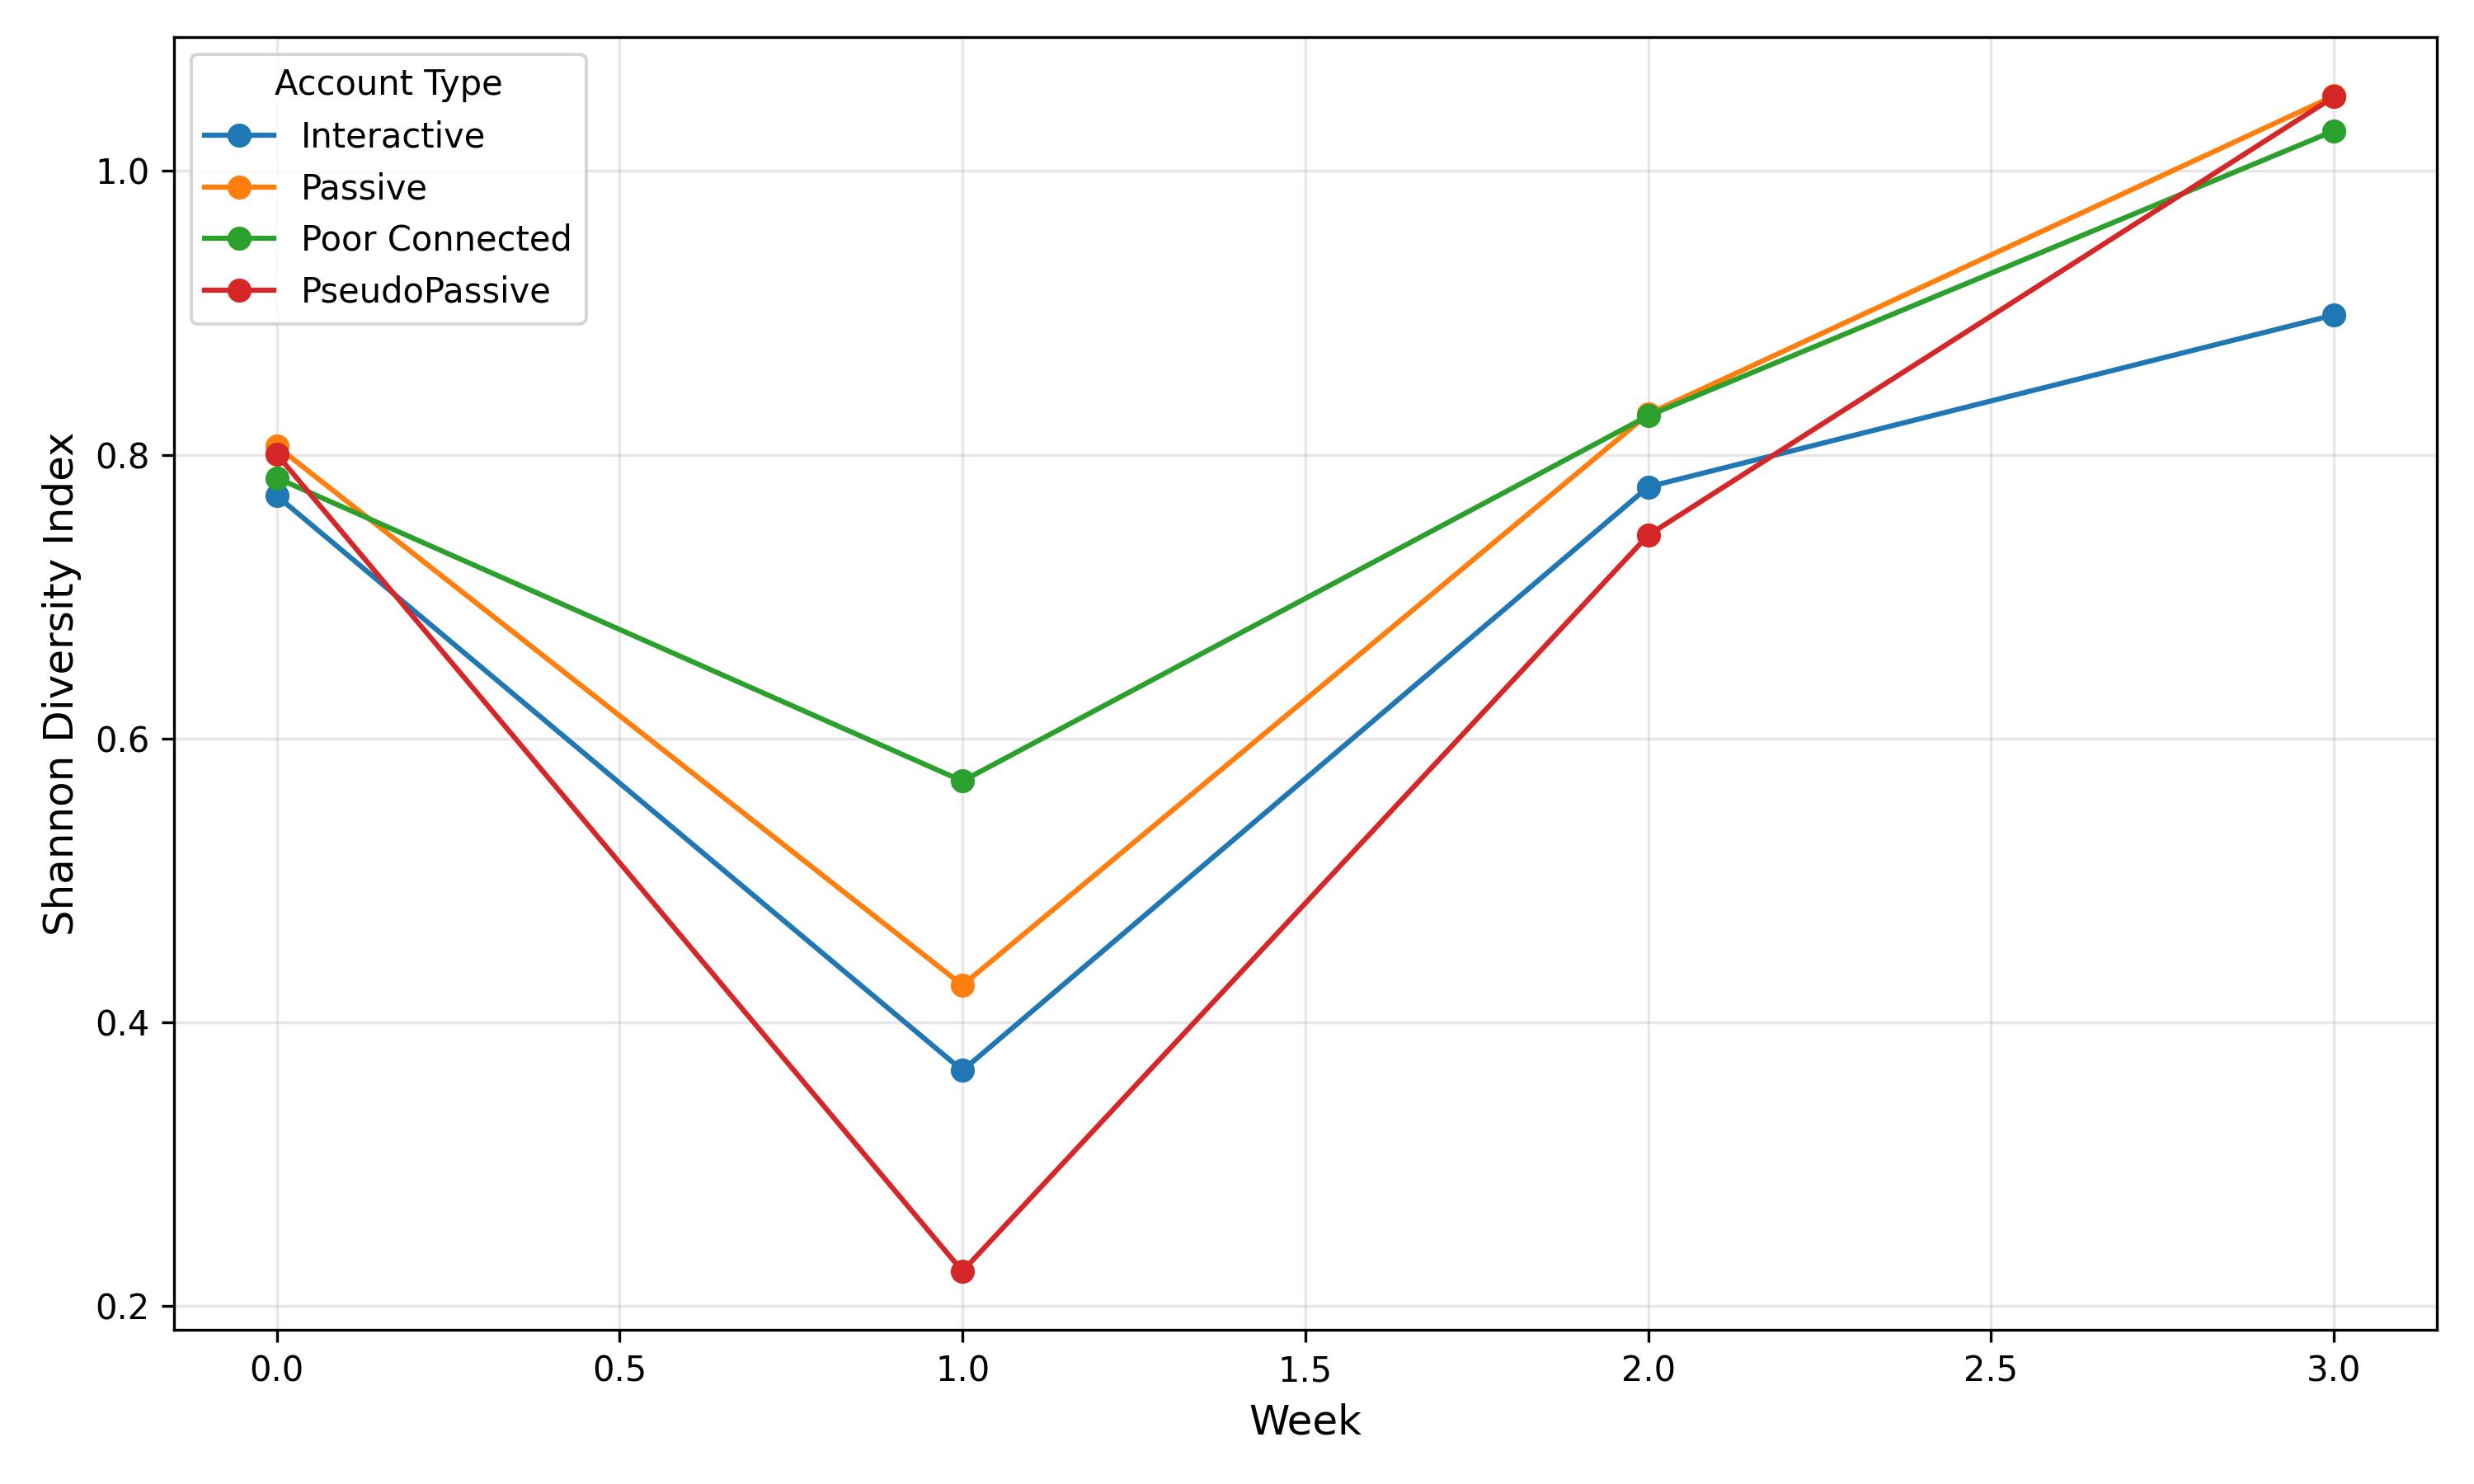 Account Type
Interactive
Passive
Poor Connected
PseudoPassive
Shannon Diversity Index
1.0
0.8
0.6
0.4
0.2
0.0 0.5 1.0 1.5 2.0 2.5 3.0
Week